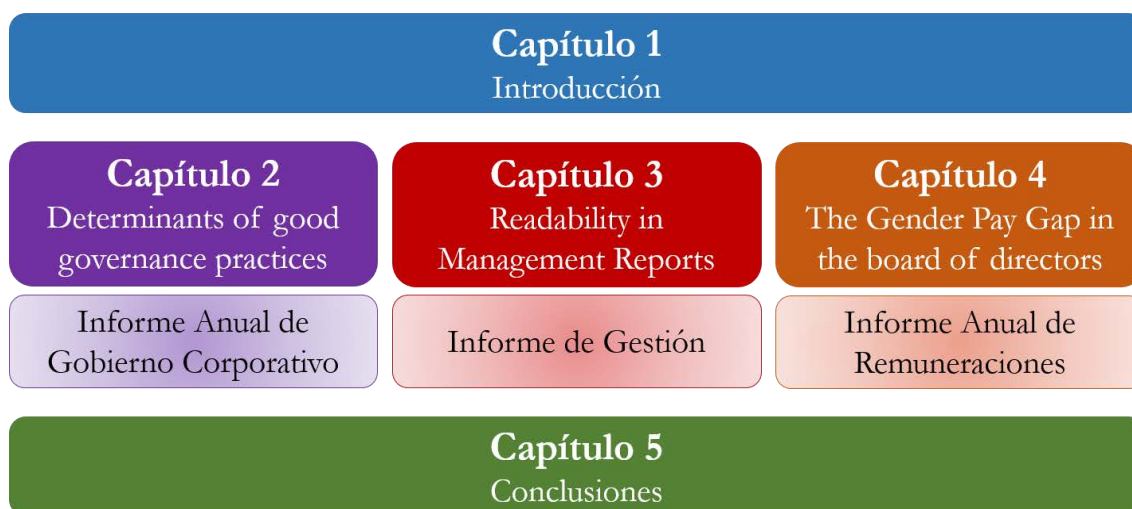 Capítulo 1
Introducción
Capítulo 2
Determinants of good
governance practices
Informe Anual de
Gobierno Corporativo
Capítulo 3
Readability in
Management Reports
Informe de Gestión
Capítulo 4
The Gender Pay Gap in
the board of directors
Informe Anual de
Remuneraciones
Capítulo 5
Conclusiones